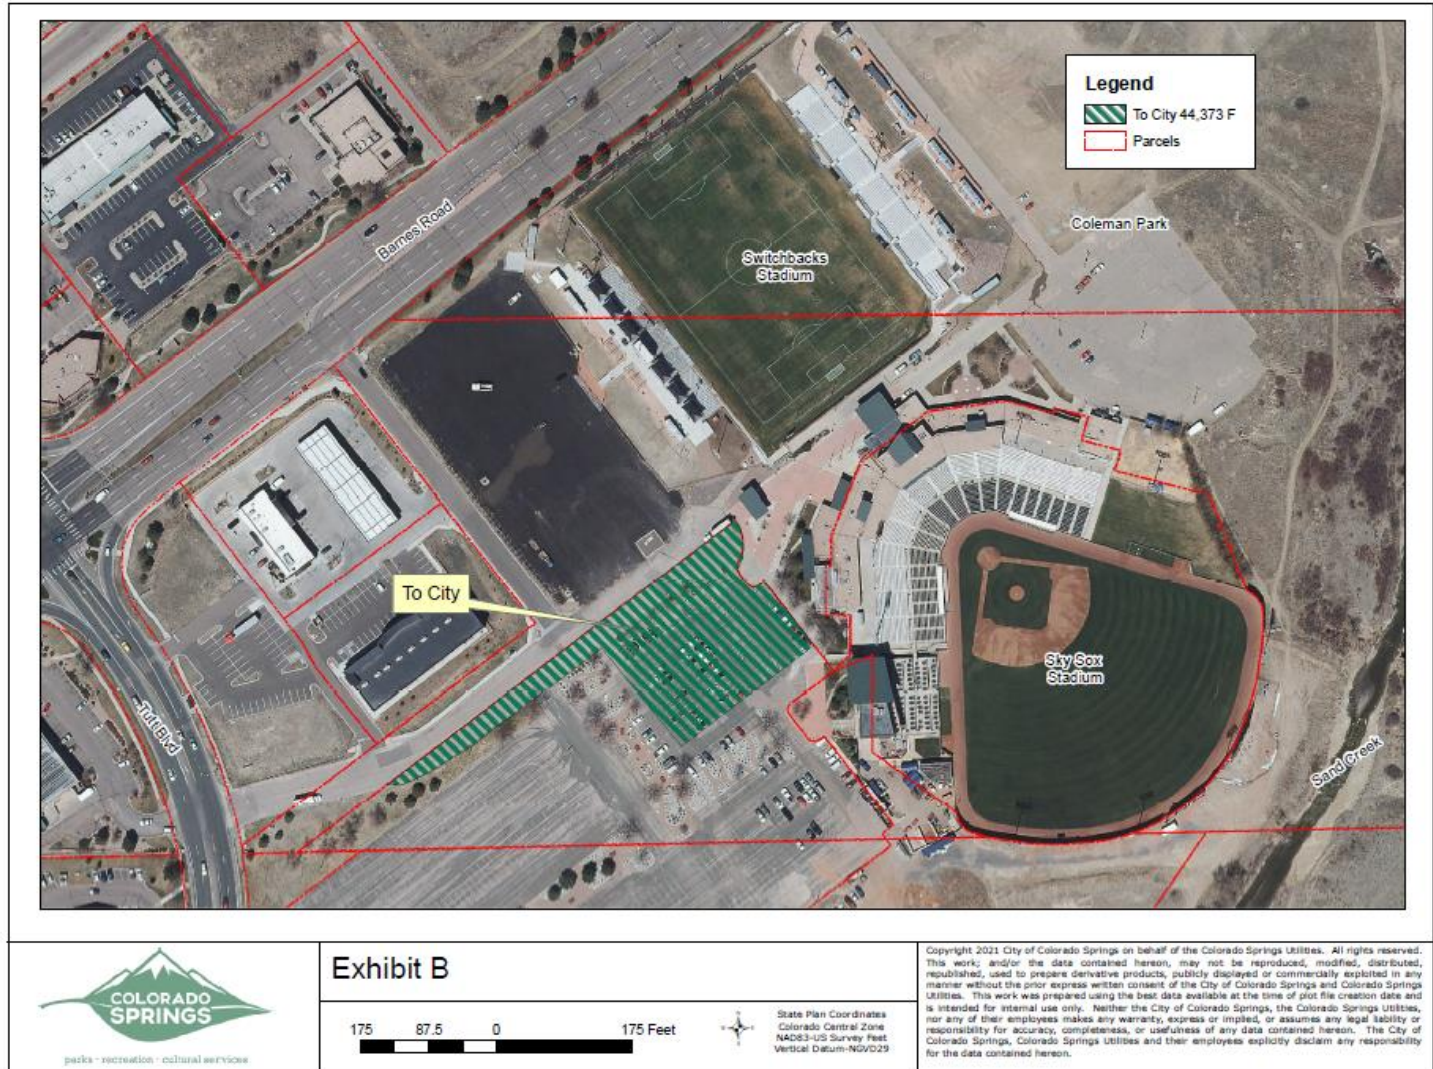 Legend
To City 44,373 F
Parcels
Coleman Park
Barnes Road
Switchbacks
Stadium
To City
Sky Sox
Stadium
Tutt Blvd
Sand Creek
COLORADO
SPRINGS
parks - recreation - cultural services
Exhibit B
175 87.5 0 175 Feet
State Plan Coordinates
Colorado Central Zone
NAD83-US Survey Feet
Vertical Datum-NGVD29
Copyright 2021 City of Colorado Springs on behalf of the Colorado Springs Utilities. All rights reserved.
This work; and/or the data contained hereon, may not be reproduced, modified, distributed,
republished, used to prepare derivative products, publicly displayed or commercially exploited in any
manner without the prior express written consent of the City of Colorado Springs and Colorado Springs
Utilities. This work was prepared using the best data available at the time of plot file creation date and
is intended for internal use only. Neither the City of Colorado Springs, the Colorado Springs Utilities,
nor any of their employees makes any warranty, express or implied, or assumes any legal liability or
responsibility for accuracy, completeness, or usefulness of any data contained hereon. The City of
Colorado Springs, Colorado Springs Utilities and their employees explicitly disclaim any responsibility
for the data contained hereon.